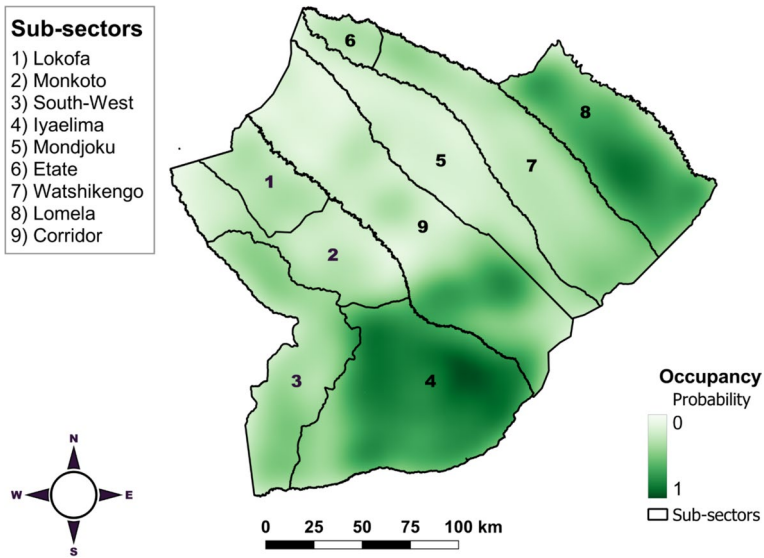 Sub-sectors
1) Lokofa
2) Monkoto
3) South-West
4) Iyaelima
5) Mondjoku
6) Etate
7) Watshikengo
8) Lomela
9) Corridor
6
8
5
7
1
9
2
3
4
Occupancy
Probability
0
1
Sub-sectors
N
W E
S
0 25 50 75 100 km